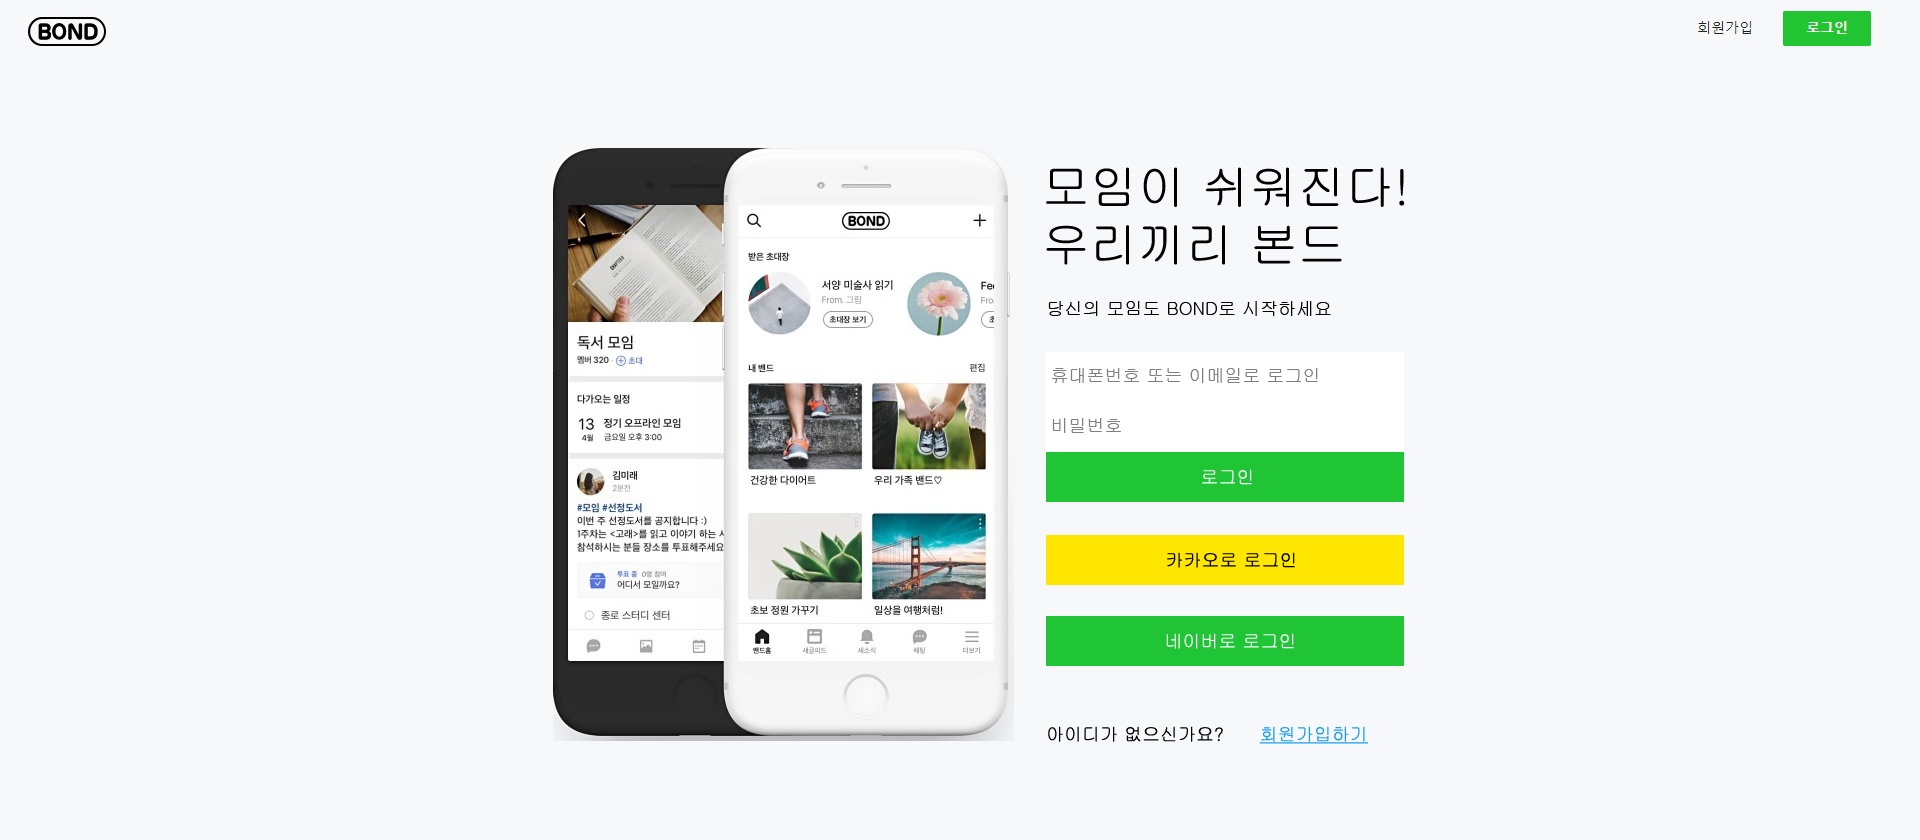 BOND
회원가입
로그인
모임이 쉬워진다!
우리끼리 본드
당신의 모임도 BOND로 시작하세요
휴대폰번호 또는 이메일로 로그인
비밀번호
로그인
카카오로 로그인
네이버로 로그인
아이디가 없으신가요? 회원가입하기
CHAPTER
독서 모임
멤버 320 · 초대
다가오는 일정
13 정기 오프라인 모임
4월 금요일 오후 3:00
김미래
2분전
#모임 #선정도서
이번 주 선정도서를 공지합니다 :)
1주차는 <고래>를 읽고 이야기 하는 시
참석하시는 분들 장소를 투표해주세요
투표 중 0명 참여
어디서 모일까요?
종로 스터디 센터
BOND
받은 초대장
서양 미술사 읽기
From. 그림
초대장 보기
내 밴드
편집
건강한 다이어트
우리 가족 밴드♡
초보 정원 가꾸기
일상을 여행처럼!
밴드홈
새글피드
새소식
채팅
더보기